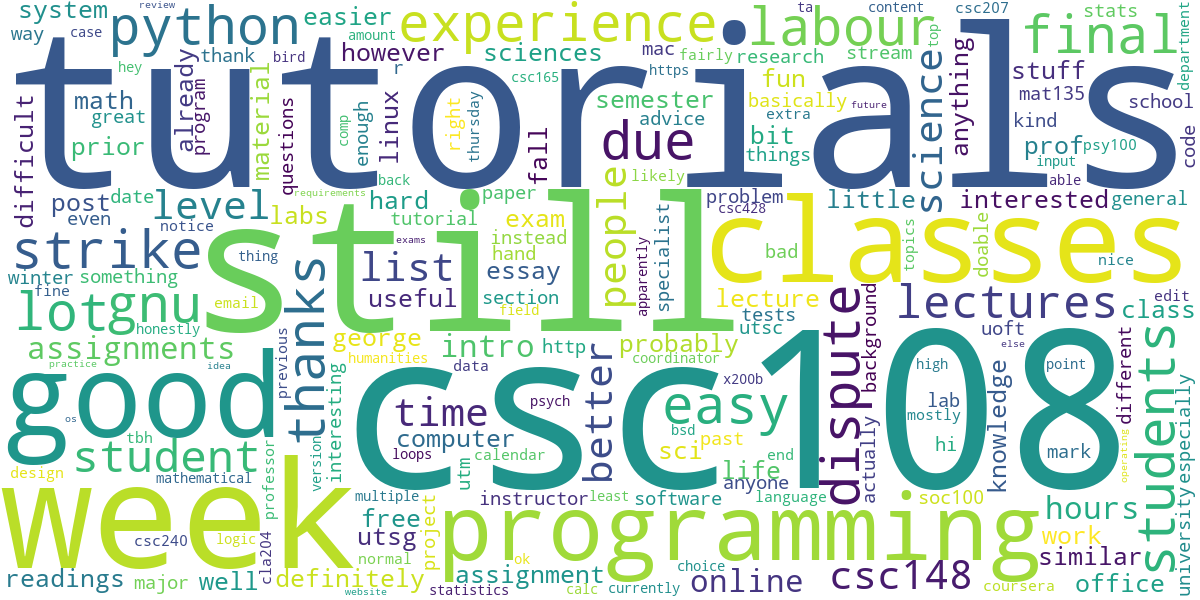 system
review
way
case
python
easier
amount
experience
labour
ta
content
csc207
top
stats
final
department
hey
thank
bird
however
sciences
mac
research
stream
tutorials
csc165
r
https
fairly
fun
science
anything
stuff
math
great
already
program
material
questions
comp
enough
linux
right
thursday
fall
semester
advice
basically
extra
future
mat135
school
kind
code
difficult
prior
due
bit
things
prof
psy100
input
able
back
likely
requirements
date
post
even
notice
level
labs
hard
paper
tutorial
exam
people
problem
csc428
little
interested
general
strike
still
thing
exams
instead
hand
apparently
specialist
bad
classes
topics
doable
nice
winter
something
fine
list
essay
useful
section
field
lecture
lectures
edit
class
lot
gnu
thanks
email
honestly
tests
utsc
background
uoft
else
assignments
practice
idea
previous
george
humanities
intro
http
probably
coordinator
dispute
different
students
good
csc108
data
x200b
high
point
os
time
psych
better
easy
lab
mostly
knowledge
tbh
student
interesting
version
computer
loops
calendar
bsd
past
sci
end
actually
hi
mark
operating
design
mathematical
professor
utm
life
anyone
especially
university
week
multiple
instructor
least
software
language
soc100
hours
csc240
logic
cla204
free
utsg
project
programming
work
normal
similar
readings
major
well
definitely
website
statistics
assignment
ok
calc
currently
choice
online
csc148
coursera
office